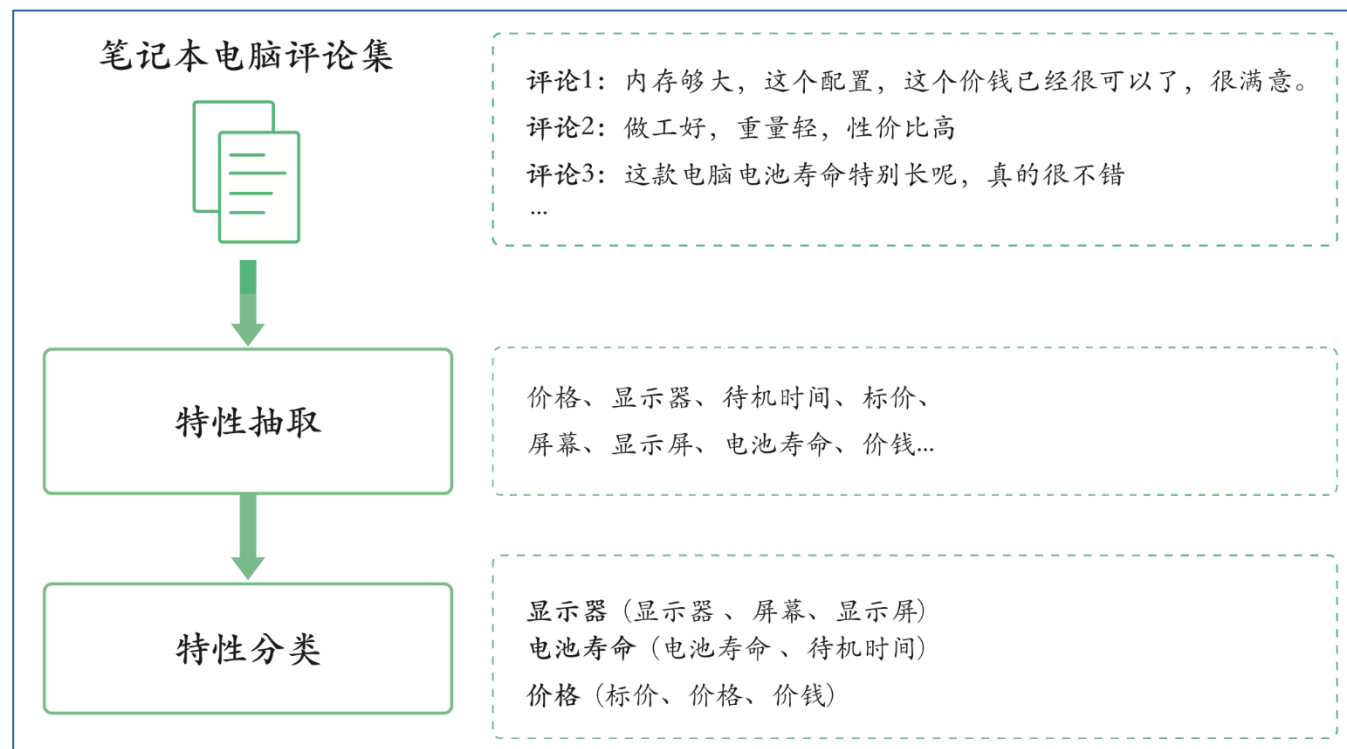 笔记本电脑评论集
评论1：内存够大，这个配置，这个价钱已经很可以了，很满意。
评论2：做工好，重量轻，性价比高
评论3：这款电脑电池寿命特别长呢，真的很不错
...
特性抽取
价格、显示器、待机时间、标价、
屏幕、显示屏、电池寿命、价钱...
特性分类
显示器（显示器 、屏幕、显示屏）
电池寿命（电池寿命 、待机时间）
价格（标价、价格、价钱）